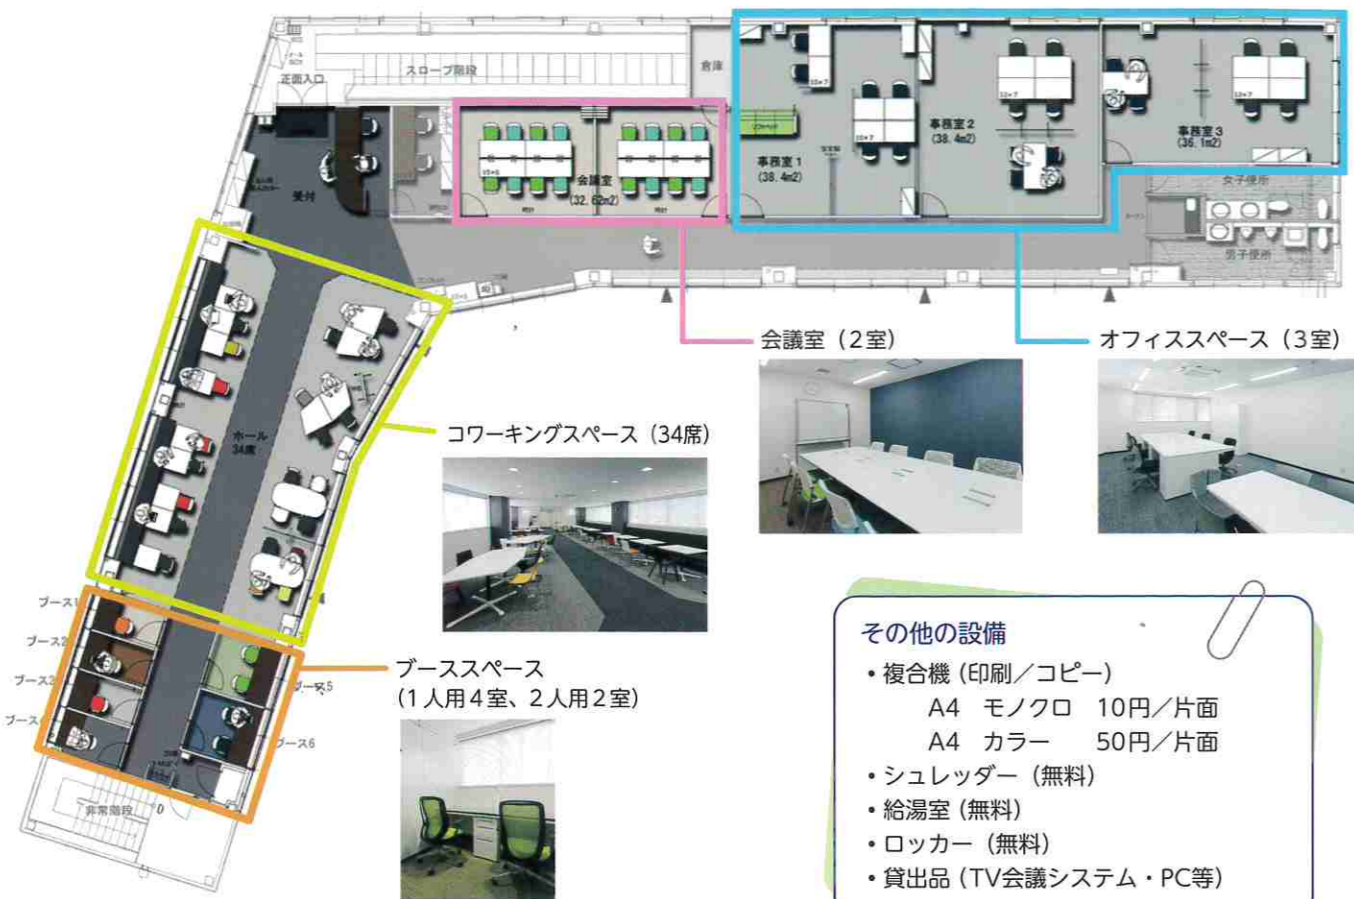 スロープ階段
倉庫
正面入口
受付
会議室
(32.62m2)
事務室1
(38.4m2)
事務室2
(38.4m2)
事務室3
(36.1m2)
10×7
10×7
12×7
12×7
女子便所
男子便所
会議室（2室）
オフィススペース（3室）
ホール
34席
コワーキングスペース（34席）
ブース1
ブース2
ブース3
ブース6
ブーススペース
（1人用4室、2人用2室）
非常階段
その他の設備
・複合機（印刷／コピー）
A4　モノクロ　10円／片面
A4　カラー　50円／片面
・シュレッダー（無料）
・給湯室（無料）
・ロッカー（無料）
・貸出品（TV会議システム・PC等）